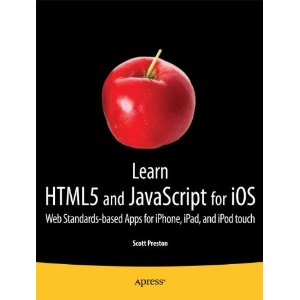 Learn
HTML5 and JavaScript for iOS
Web Standards-based Apps for iPhone, iPad, and iPod touch
Scott Preston
Apress®